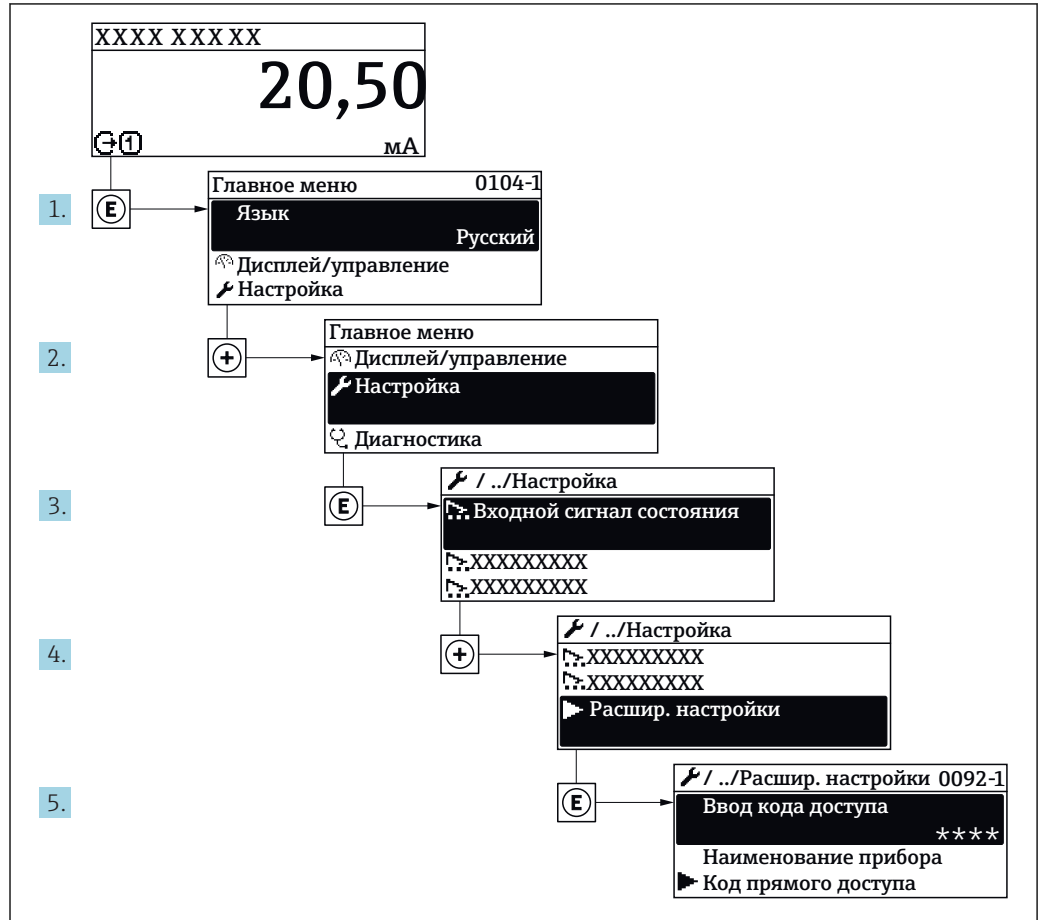 XXXX XXX XX
20,50
мА
1
1.
E
Главное меню 0104-1
Язык
Русский
Дисплей/управление
Настройка
2.
+
Главное меню
Дисплей/управление
Настройка
Диагностика
3.
E
/ ../Настройка
Входной сигнал состояния
XXXXXXXXX
XXXXXXXXX
4.
+
/ ../Настройка
XXXXXXXXX
XXXXXXXXX
Расшир. настройки
5.
E
/ ../Расшир. настройки 0092-1
Ввод кода доступа
****
Наименование прибора
Код прямого доступа